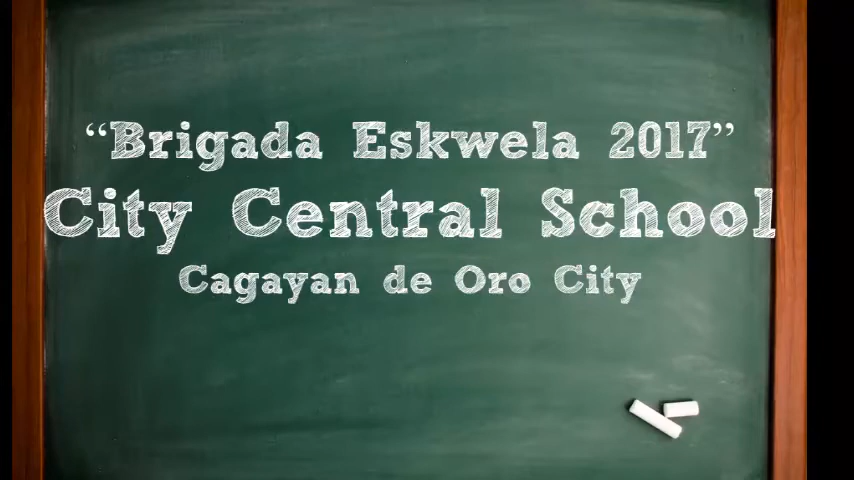 “Brigada Eskwela 2017”
City Central School
Cagayan de Oro City